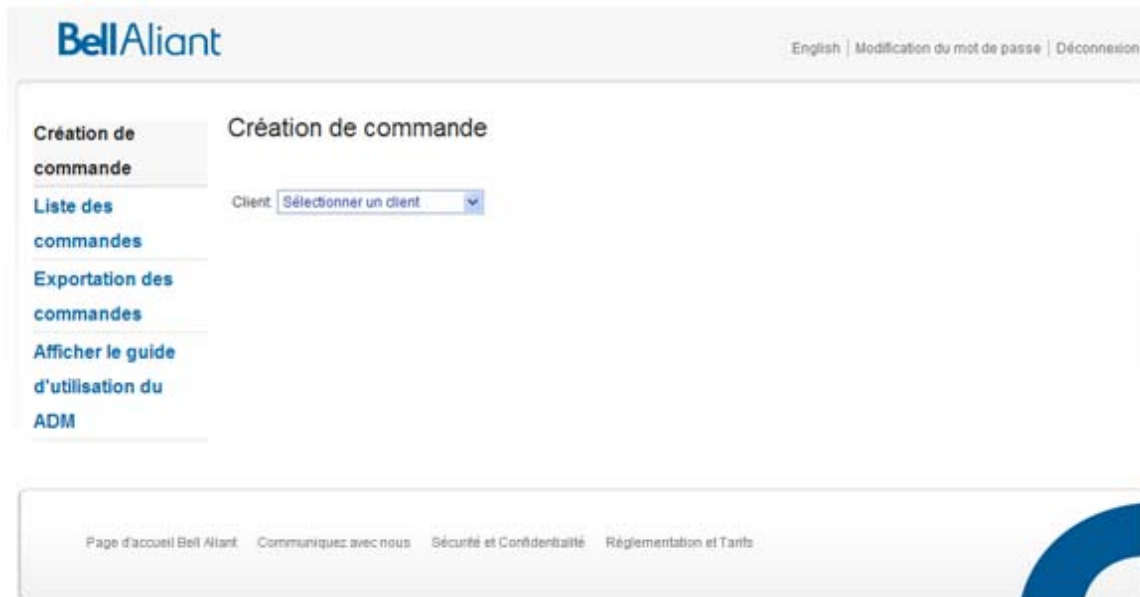 BellAliant
English | Modification du mot de passe | Déconnexion
Création de
commande
Liste des
commandes
Exportation des
commandes
Afficher le guide
d'utilisation du
ADM
Création de commande
Client Sélectionner un client
Page d'accueil Bell Aliant Communiquez avec nous Sécurité et Confidentialité Règlementation et Tarifs